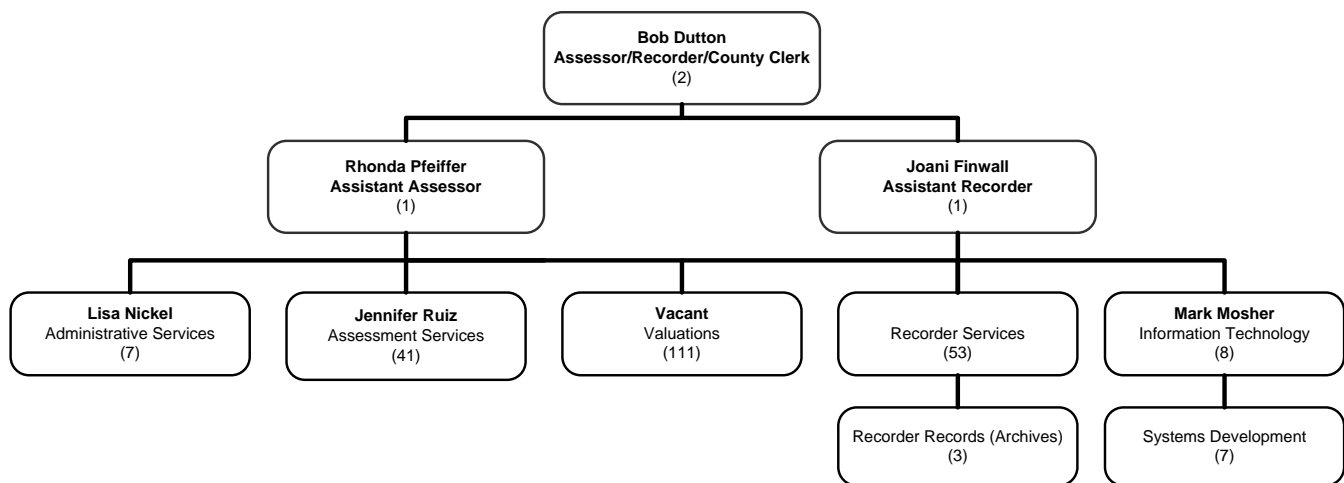 Bob Dutton
Assessor/Recorder/County Clerk
(2)
Rhonda Pfeiffer
Assistant Assessor
(1)
Joani Finwall
Assistant Recorder
(1)
Lisa Nickel
Administrative Services
(7)
Jennifer Ruiz
Assessment Services
(41)
Vacant
Valuations
(111)
Recorder Services
(53)
Mark Mosher
Information Technology
(8)
Recorder Records (Archives)
(3)
Systems Development
(7)